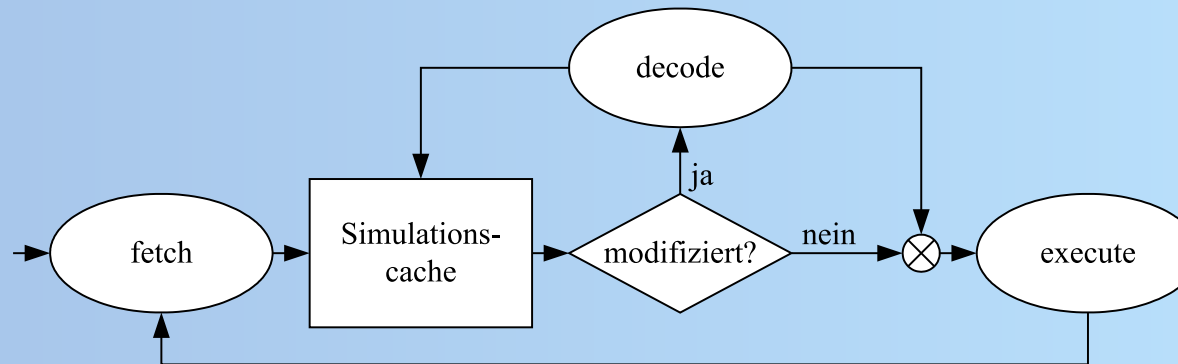 decode
ja
fetch
Simulations-
cache
modifiziert?
nein
execute